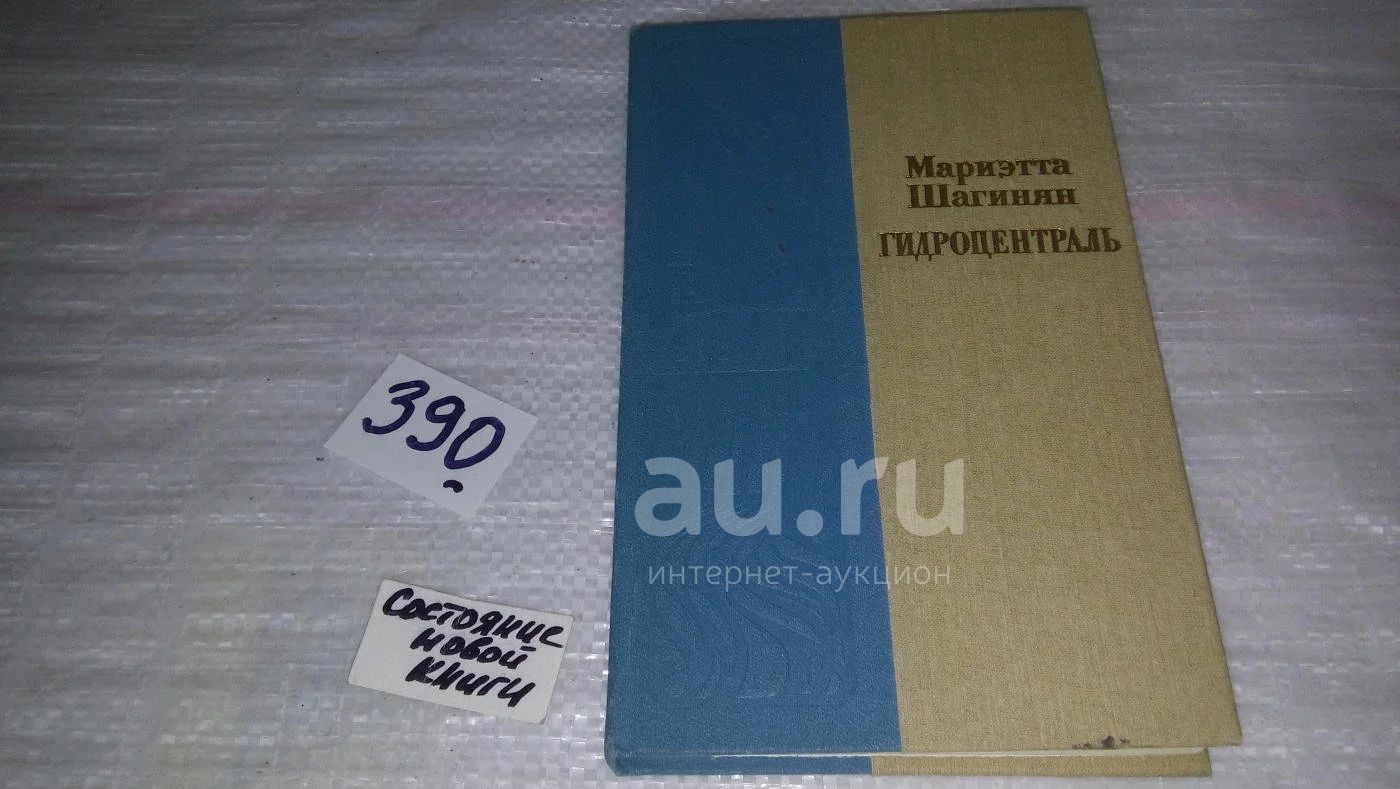 Мариэтта
Шагинян
ГИДРОЦЕНТРАЛЬ
390
au.ru
интернет-аукцион
Состояние
новой
книги